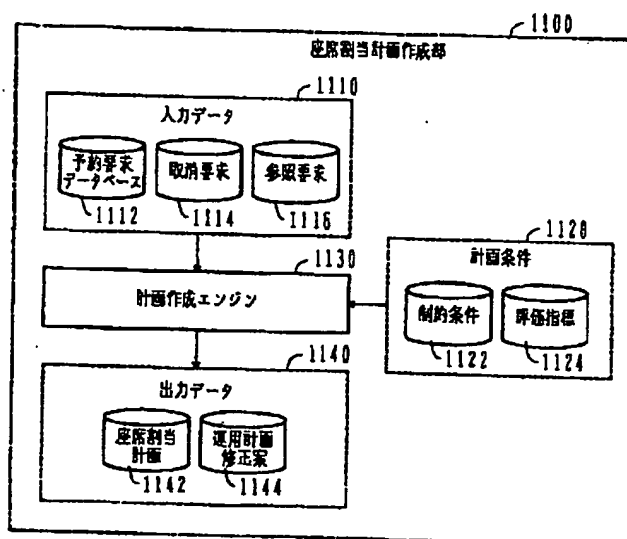 1100
座席割当計画作成部
1110
入力データ
予約要求
データベース
取消要求
参照要求
1112
1114
1116
1120
計画条件
1130
計画作成エンジン
制約条件
評価指標
1122
1124
1140
出力データ
座席割当
計画
運用計画
修正案
1142
1144